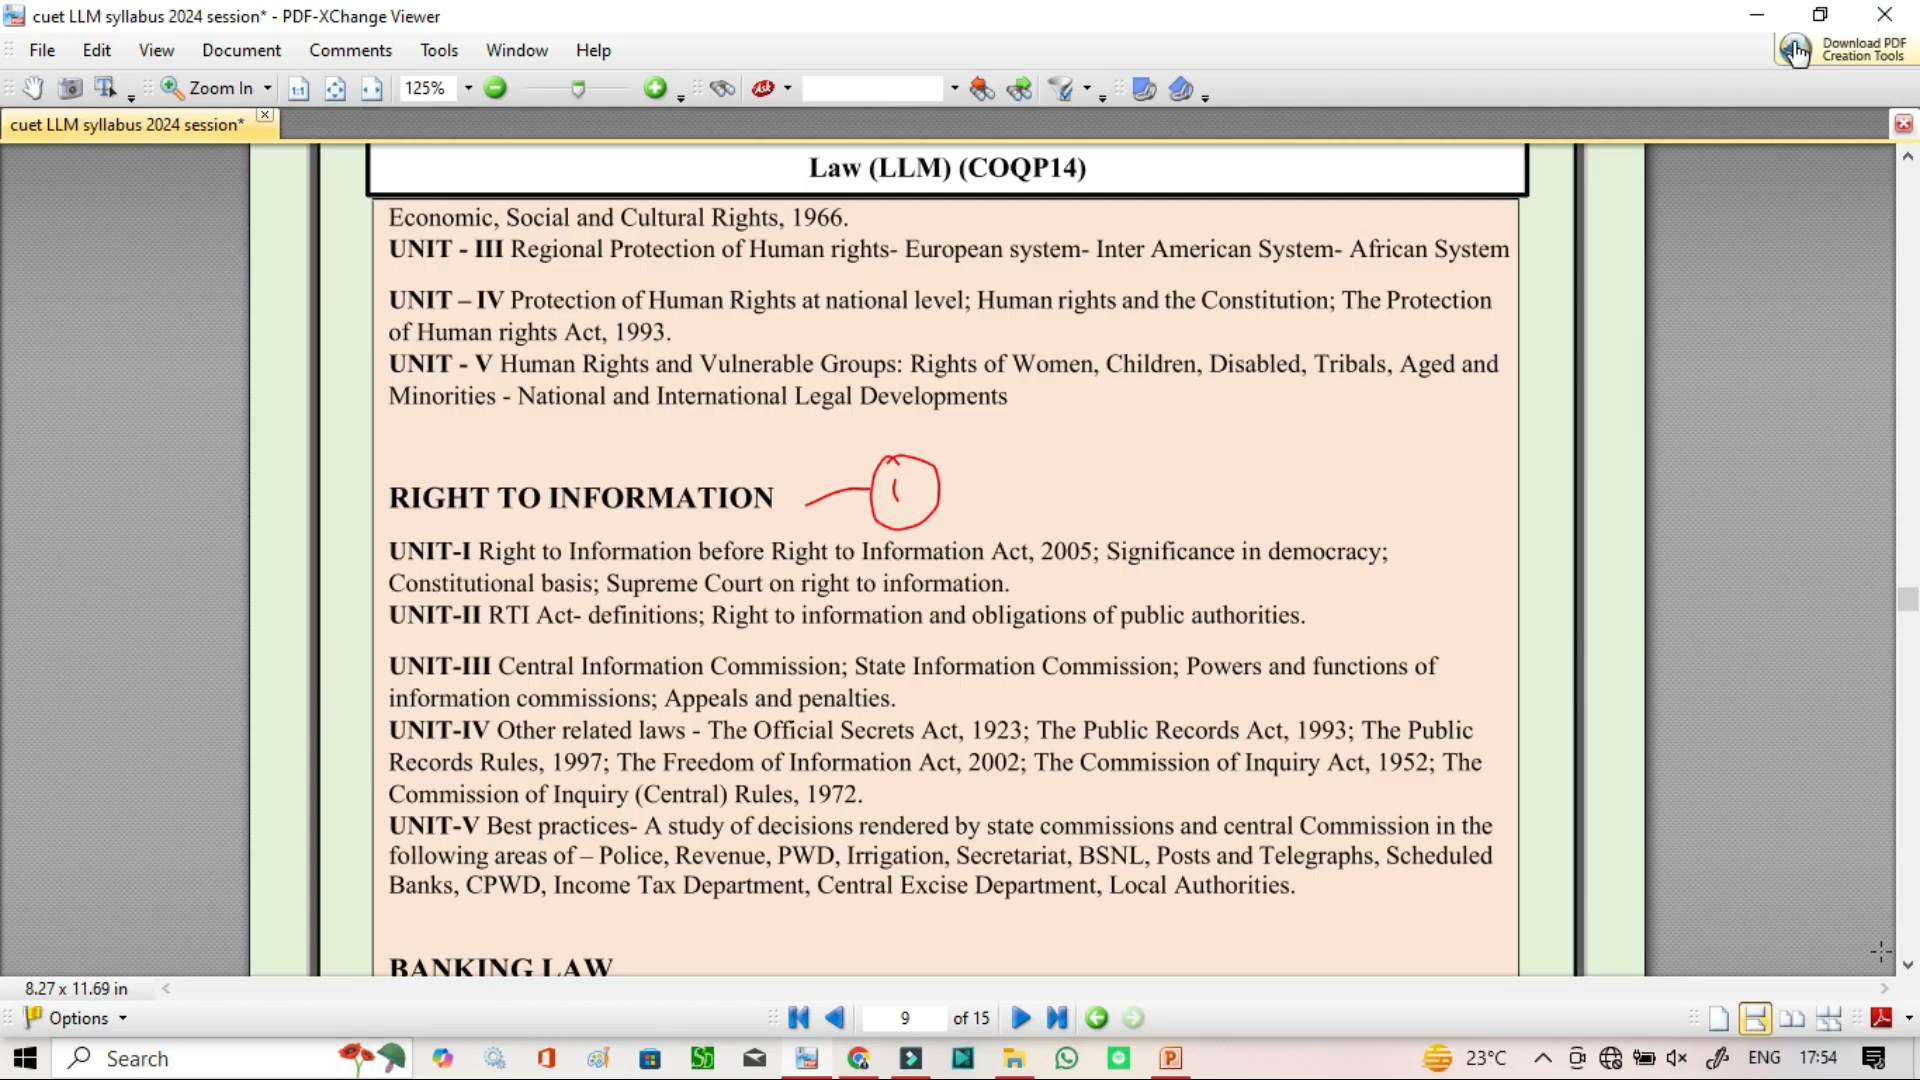 cuet LLM syllabus 2024 session* - PDF-XChange Viewer
File Edit View Document Comments Tools Window Help
Download PDF
Creation Tools
Zoom In 125%
cuet LLM syllabus 2024 session*
Law (LLM) (COQP14)
Economic, Social and Cultural Rights, 1966.
UNIT - III Regional Protection of Human rights- European system- Inter American System- African System
UNIT – IV Protection of Human Rights at national level; Human rights and the Constitution; The Protection
of Human rights Act, 1993.
UNIT - V Human Rights and Vulnerable Groups: Rights of Women, Children, Disabled, Tribals, Aged and
Minorities - National and International Legal Developments
RIGHT TO INFORMATION
UNIT-I Right to Information before Right to Information Act, 2005; Significance in democracy;
Constitutional basis; Supreme Court on right to information.
UNIT-II RTI Act- definitions; Right to information and obligations of public authorities.
UNIT-III Central Information Commission; State Information Commission; Powers and functions of
information commissions; Appeals and penalties.
UNIT-IV Other related laws - The Official Secrets Act, 1923; The Public Records Act, 1993; The Public
Records Rules, 1997; The Freedom of Information Act, 2002; The Commission of Inquiry Act, 1952; The
Commission of Inquiry (Central) Rules, 1972.
UNIT-V Best practices- A study of decisions rendered by state commissions and central Commission in the
following areas of – Police, Revenue, PWD, Irrigation, Secretariat, BSNL, Posts and Telegraphs, Scheduled
Banks, CPWD, Income Tax Department, Central Excise Department, Local Authorities.
BANKING LAW
8.27 x 11.69 in
Options 9 of 15
Search 23°C ENG 17:54